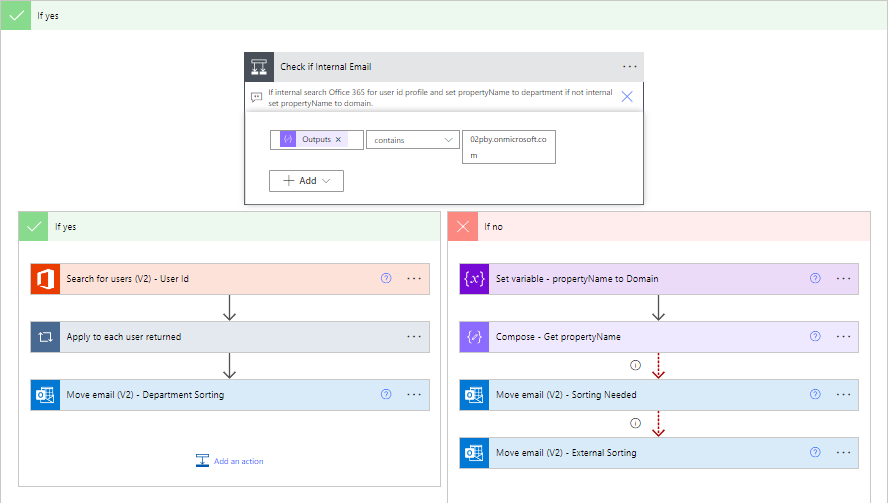 If yes
Check if Internal Email
If internal search Office 365 for user id profile and set propertyName to department if not internal
set propertyName to domain.
Outputs
contains
02pby.onmicrosoft.co
m
Add
If yes
Search for users (V2) - User Id
Apply to each user returned
Move email (V2) - Department Sorting
Add an action
If no
Set variable - propertyName to Domain
Compose - Get propertyName
Move email (V2) - Sorting Needed
Move email (V2) - External Sorting